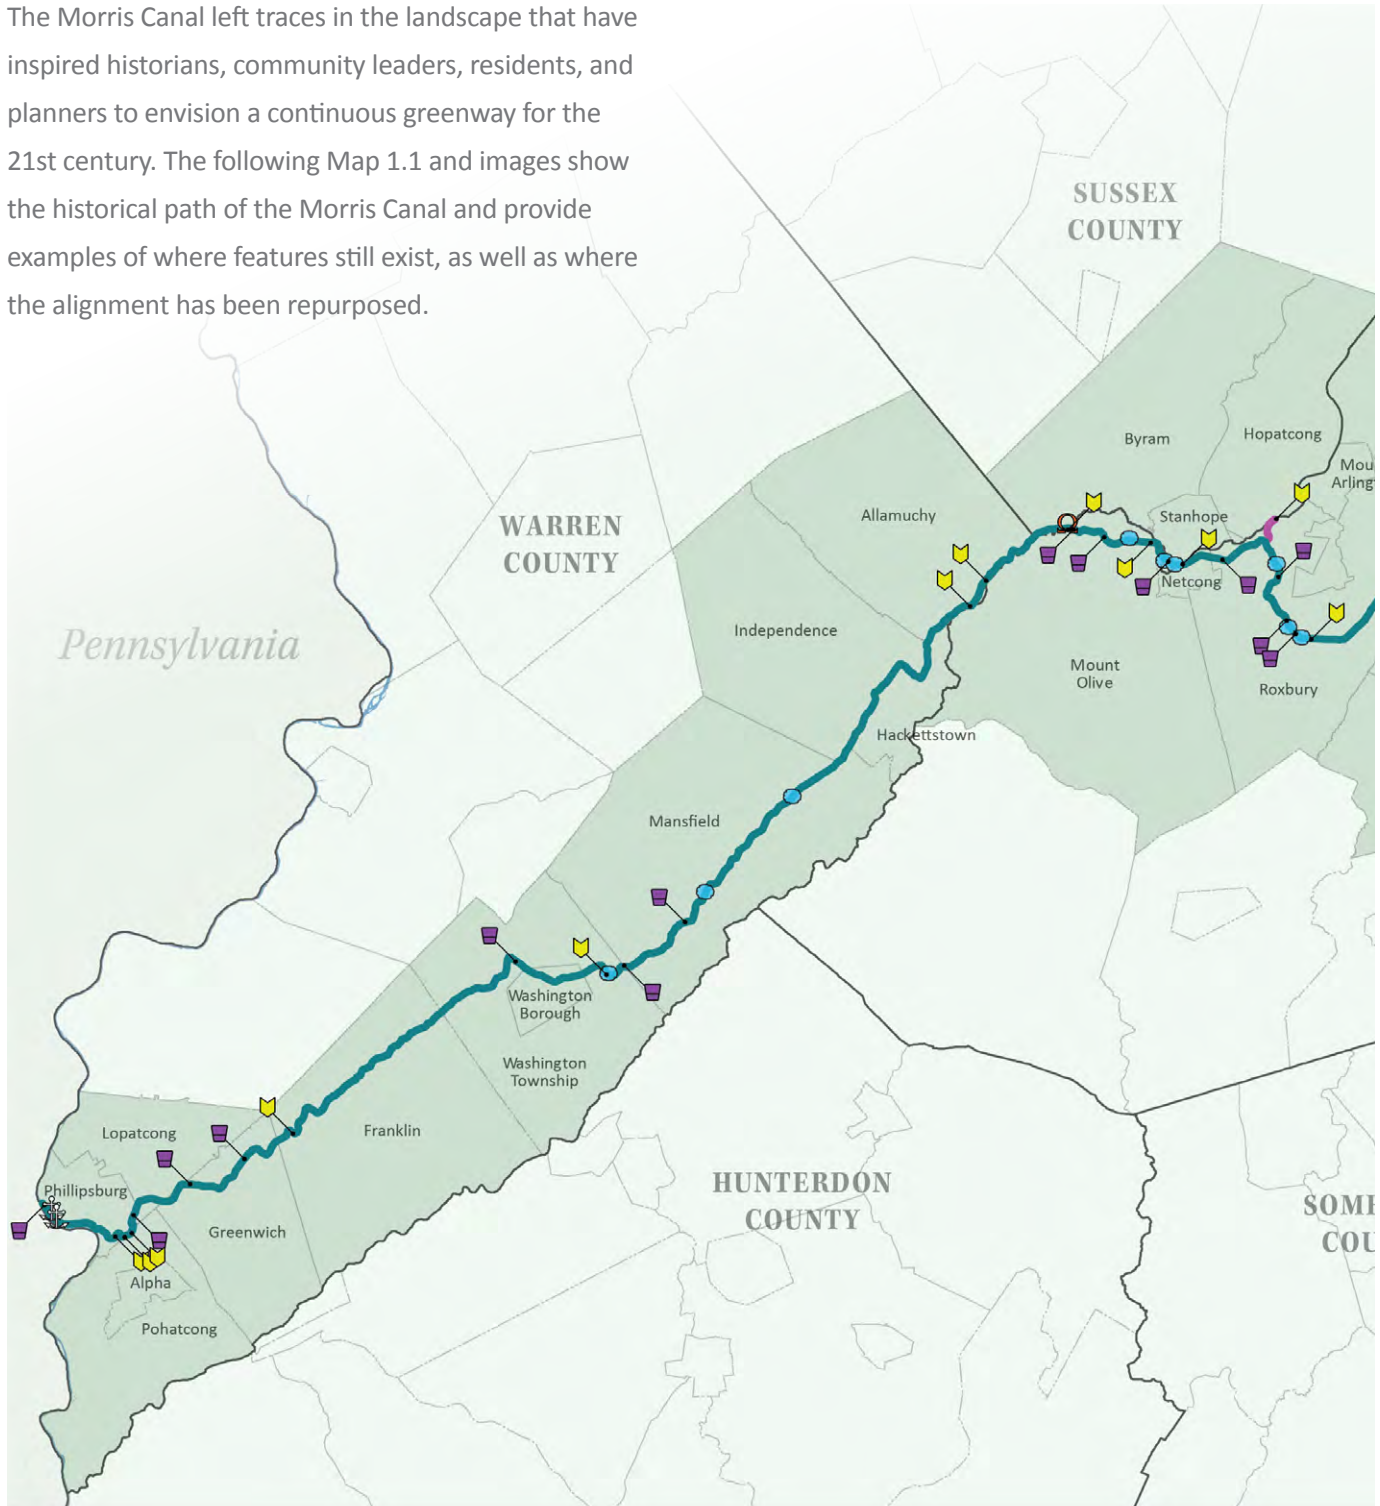 The Morris Canal left traces in the landscape that have
inspired historians, community leaders, residents, and
planners to envision a continuous greenway for the
21st century. The following Map 1.1 and images show
the historical path of the Morris Canal and provide
examples of where features still exist, as well as where
the alignment has been repurposed.
SUSSEX
COUNTY
Byram
Hopatcong
Mou
Arling
WARREN
COUNTY
Allamuchy
Stanhope
Netcong
Pennsylvania
Independence
Mount
Olive
Roxbury
Hackettstown
Mansfield
Washington
Borough
Washington
Township
Lopatcong
Franklin
Phillipsburg
HUNTERDON
COUNTY
SOME
COU
Greenwich
Alpha
Pohatcong